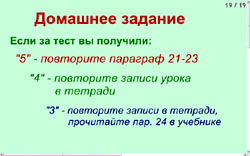 19 / 19
Домашнее задание
Если за тест вы получили:
"5" - повторите параграф 21-23
"4" - повторите записи урока
в тетради
"3" - повторите записи в тетради,
прочитайте пар. 24 в учебнике